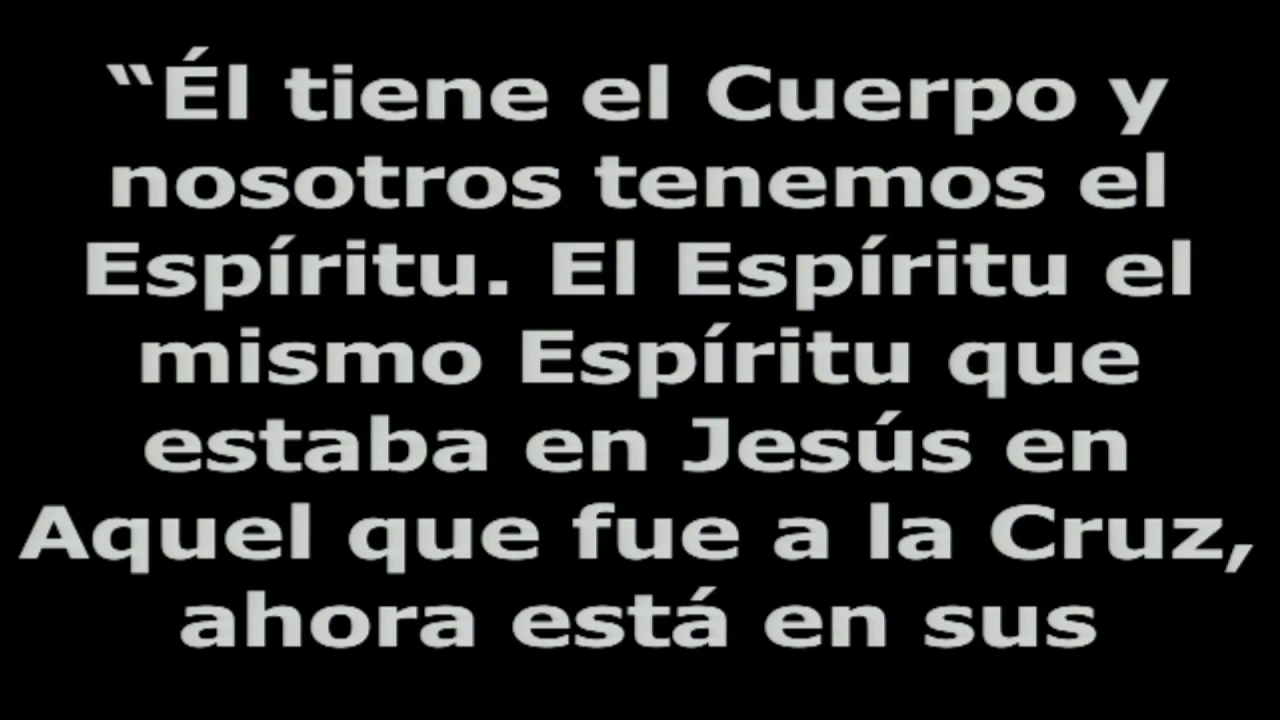 “Él tiene el Cuerpo y
nosotros tenemos el
Espíritu. El Espíritu el
mismo Espíritu que
estaba en Jesús en
Aquel que fue a la Cruz,
ahora está en sus